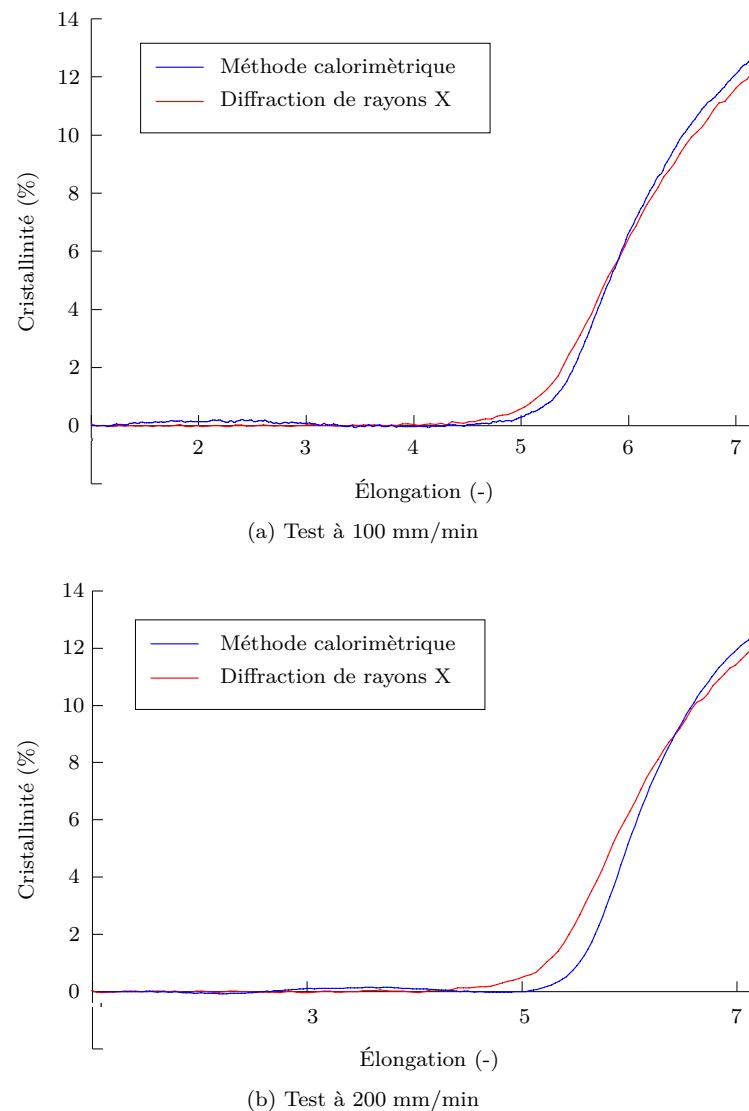 14
12
10
8
6
4
2
0
Cristallinité (%)
Méthode calorimètrique
Diffraction de rayons X
2 3 4 5 6 7
Élongation (-)
(a) Test à 100 mm/min
14
12
10
8
6
4
2
0
Cristallinité (%)
Méthode calorimètrique
Diffraction de rayons X
3 5 7
Élongation (-)
(b) Test à 200 mm/min